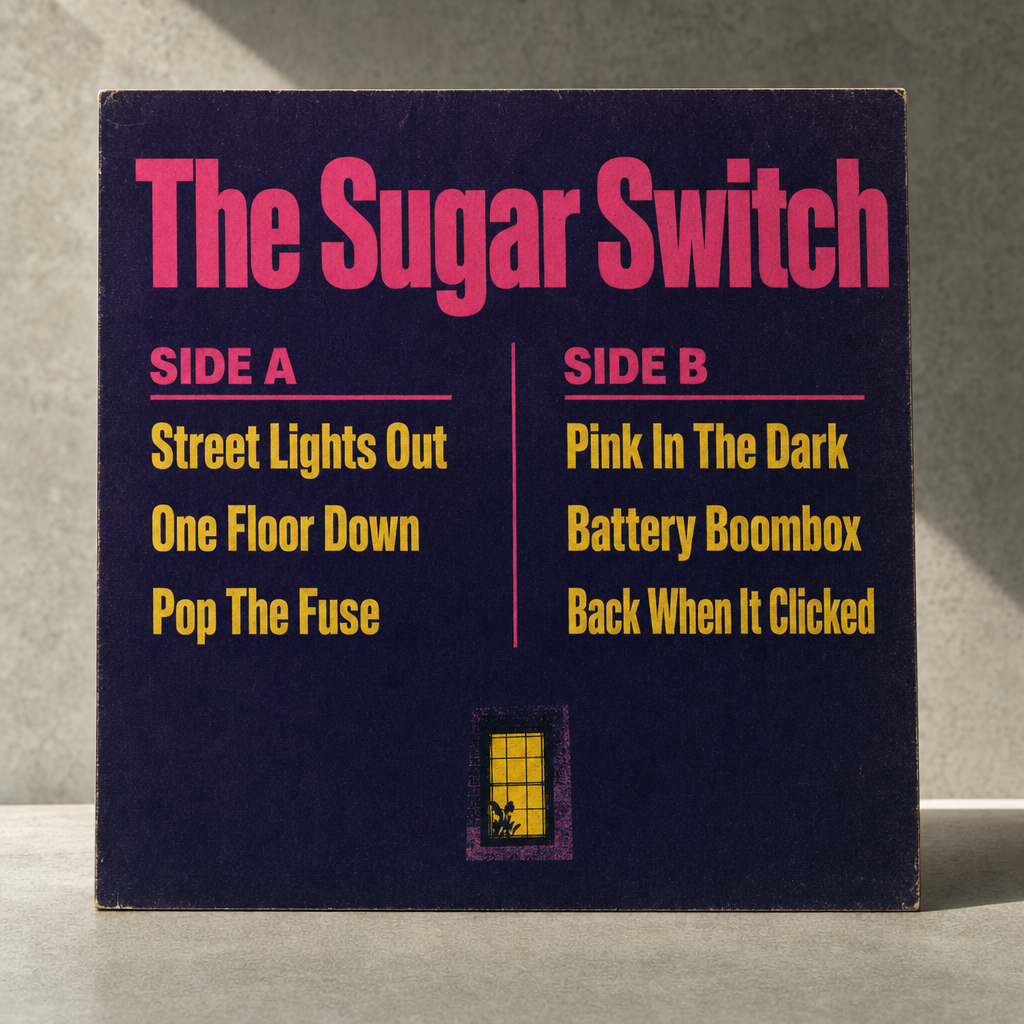 The Sugar Switch
SIDE A
Street Lights Out
One Floor Down
Pop The Fuse
SIDE B
Pink In The Dark
Battery Boombox
Back When It Clicked